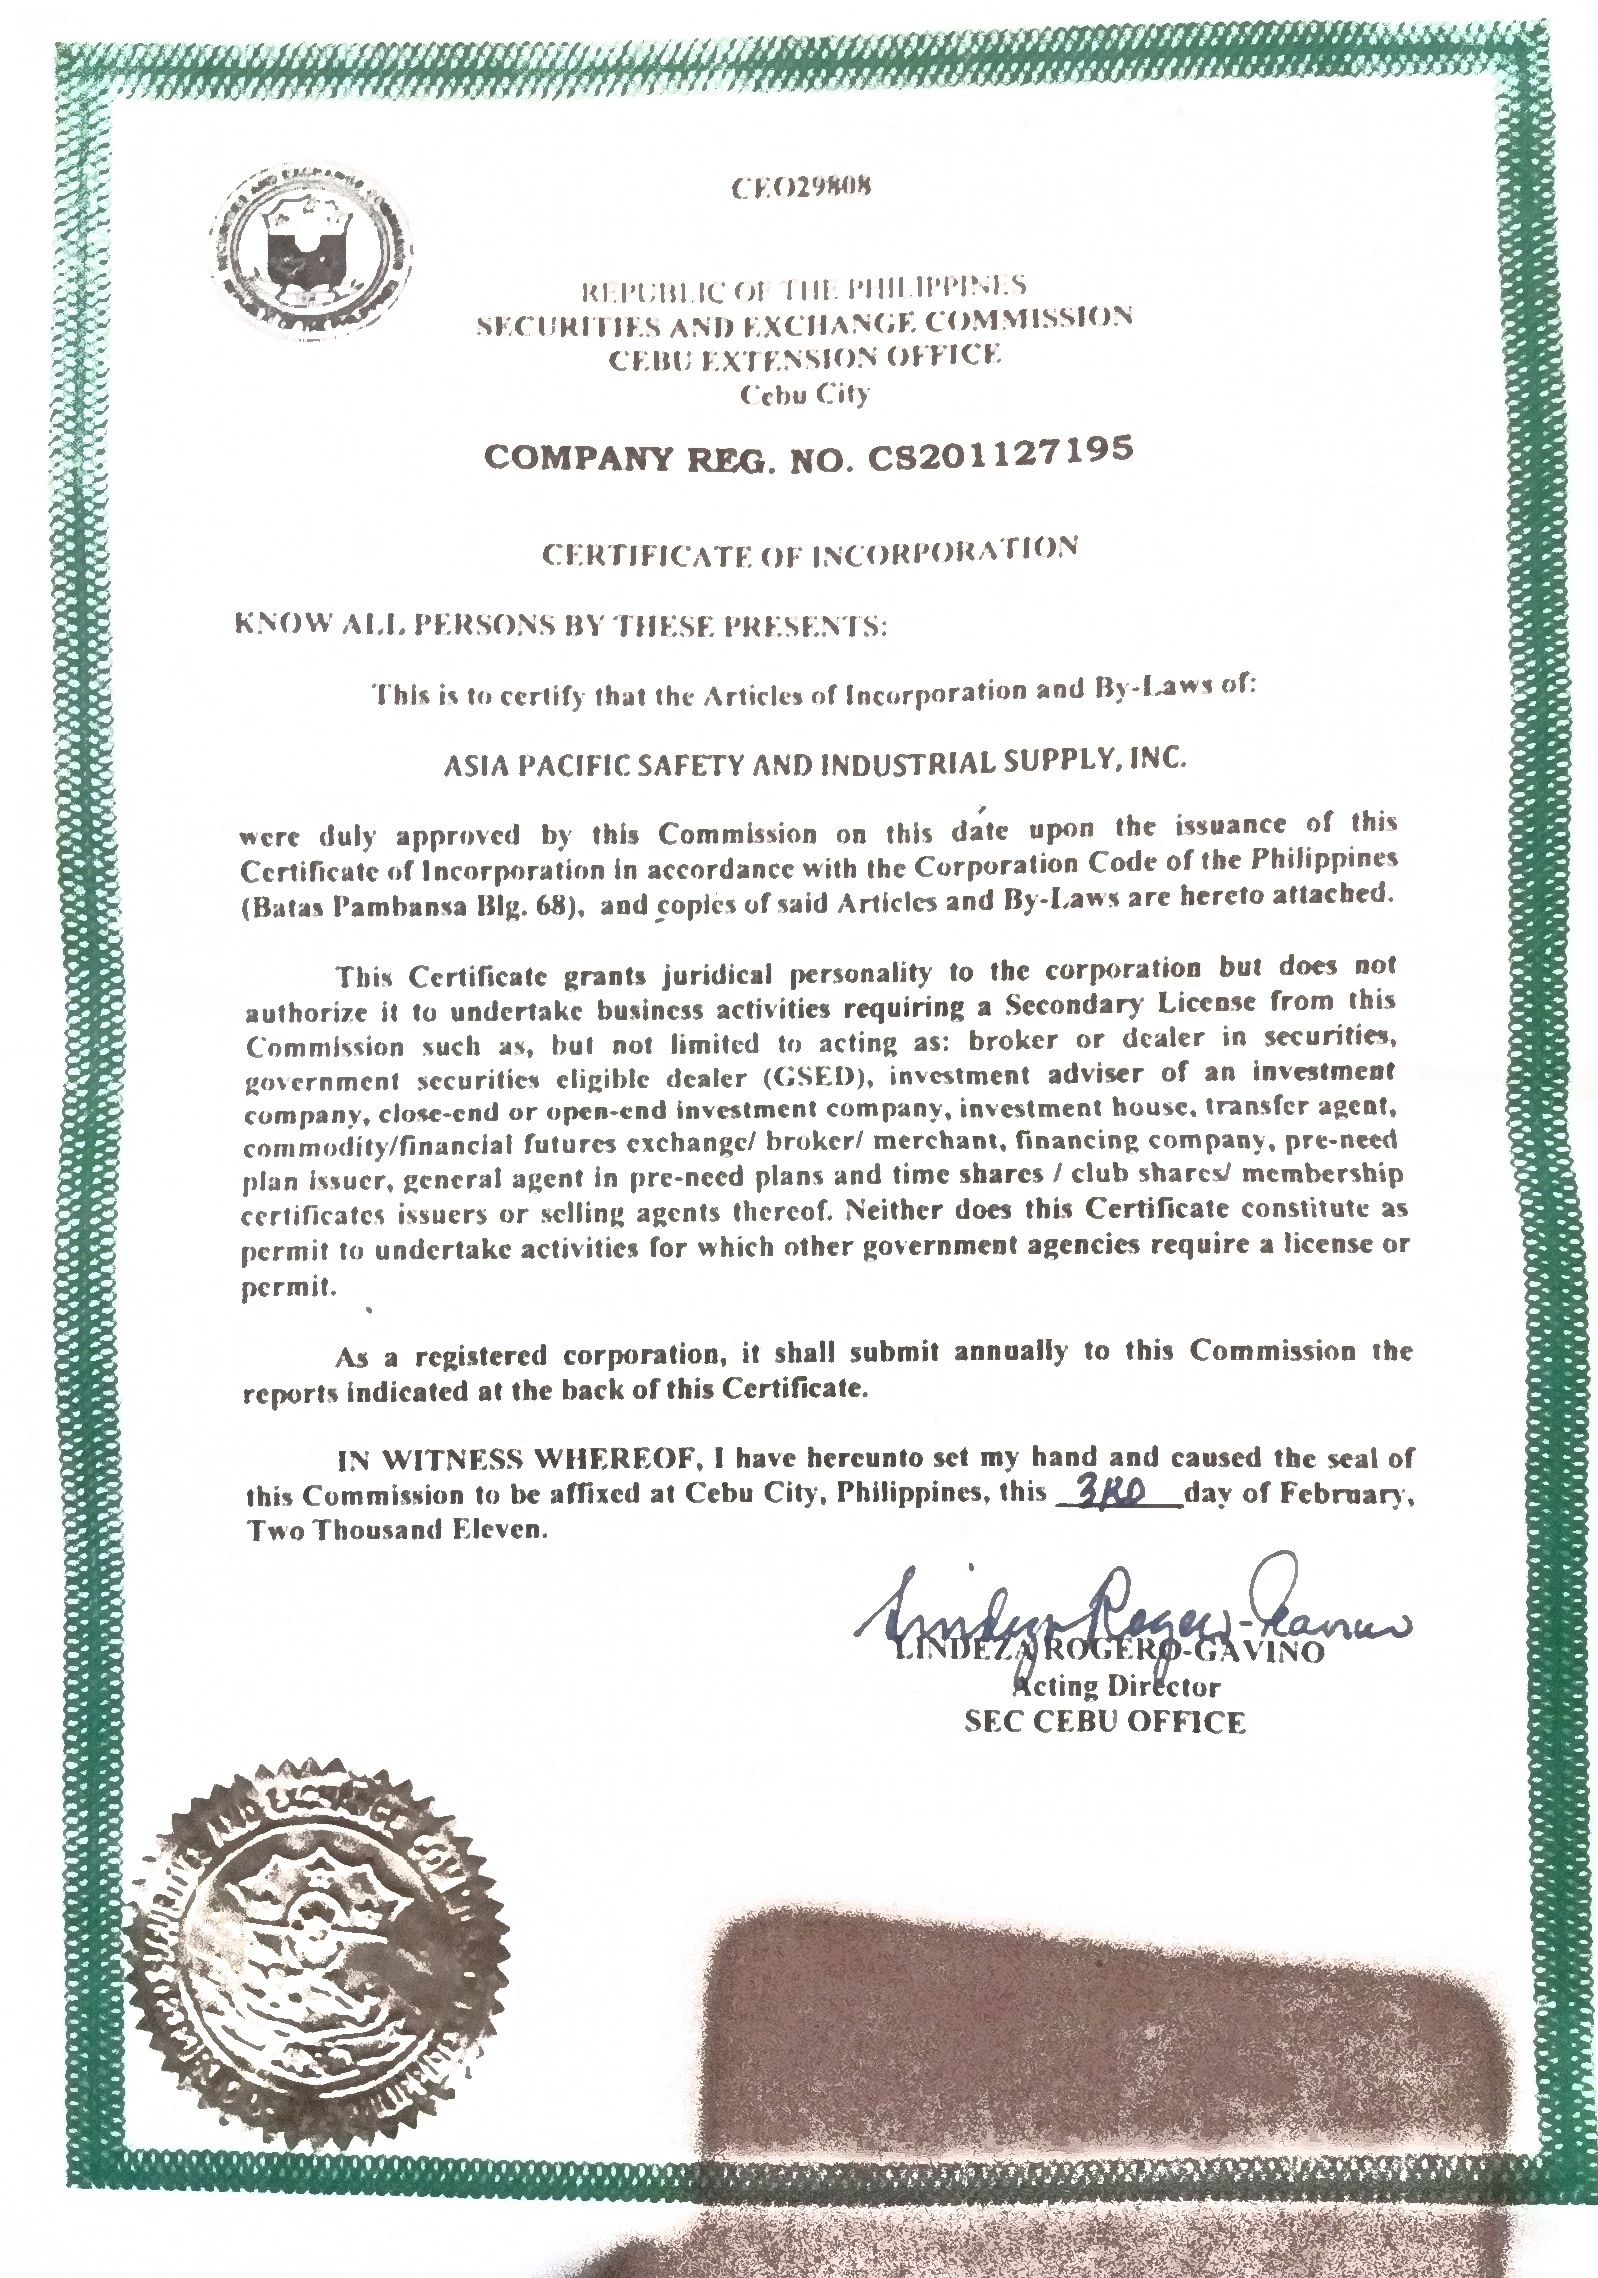 CEO29808
REPUBLIC OF THE PHILIPPINES
SECURITIES AND EXCHANGE COMMISSION
CEBU EXTENSION OFFICE
Cebu City
COMPANY REG. NO. CS201127195
CERTIFICATE OF INCORPORATION
KNOW ALL PERSONS BY THESE PRESENTS:
This is to certify that the Articles of Incorporation and By-Laws of:
ASIA PACIFIC SAFETY AND INDUSTRIAL SUPPLY, INC.
were duly approved by this Commission on this date upon the issuance of this
Certificate of Incorporation in accordance with the Corporation Code of the Philippines
(Batas Pambansa Blg. 68), and copies of said Articles and By-Laws are hereto attached.
This Certificate grants juridical personality to the corporation but does not
authorize it to undertake business activities requiring a Secondary License from this
Commission such as, but not limited to acting as: broker or dealer in securities,
government securities eligible dealer (GSED), investment adviser of an investment
company, close-end or open-end investment company, investment house, transfer agent,
commodity/financial futures exchange/ broker/ merchant, financing company, pre-need
plan issuer, general agent in pre-need plans and time shares / club shares/ membership
certificates issuers or selling agents thereof. Neither does this Certificate constitute as
permit to undertake activities for which other government agencies require a license or
permit.
As a registered corporation, it shall submit annually to this Commission the
reports indicated at the back of this Certificate.
IN WITNESS WHEREOF, I have hereunto set my hand and caused the seal of
this Commission to be affixed at Cebu City, Philippines, this 3RD day of February,
Two Thousand Eleven.
Lindeza Rogero-Gavino
LINDEZA ROGERO-GAVINO
Acting Director
SEC CEBU OFFICE